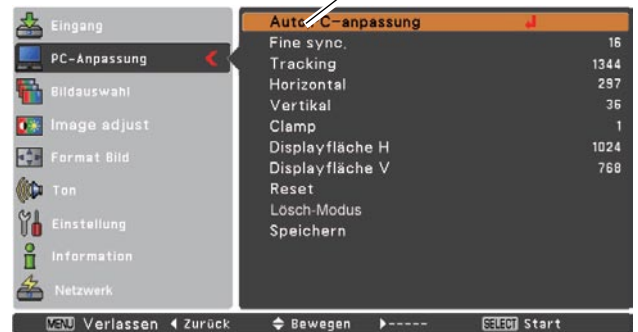 Eingang
PC-Anpassung
Bildauswahl
Image adjust
Format Bild
Ton
Einstellung
Information
Netzwerk
Auto PC-anpassung
Fine sync. 16
Tracking 1344
Horizontal 297
Vertikal 36
Clamp 1
Displayfläche H 1024
Displayfläche V 768
Reset
Lösch-Modus
Speichern
MENU Verlassen Zurück Bewegen ----- SELECT Start